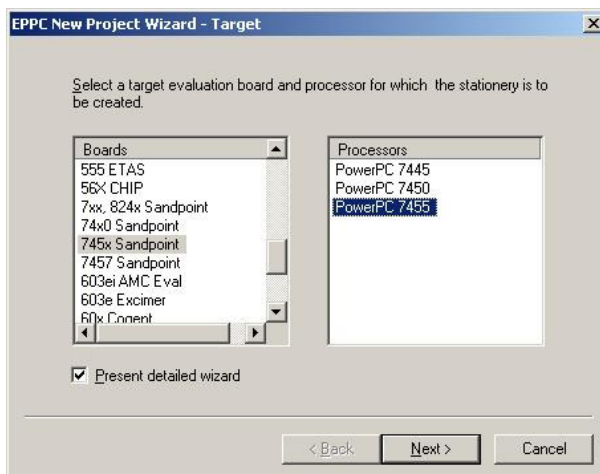 EPPC New Project Wizard - Target
Select a target evaluation board and processor for which the stationery is to
be created.
Boards
555 ETAS
56X CHIP
7xx, 824x Sandpoint
74x0 Sandpoint
745x Sandpoint
7457 Sandpoint
603ei AMC Eval
603e Excimer
60x Cogent
Processors
PowerPC 7445
PowerPC 7450
PowerPC 7455
Present detailed wizard
< Back
Next >
Cancel